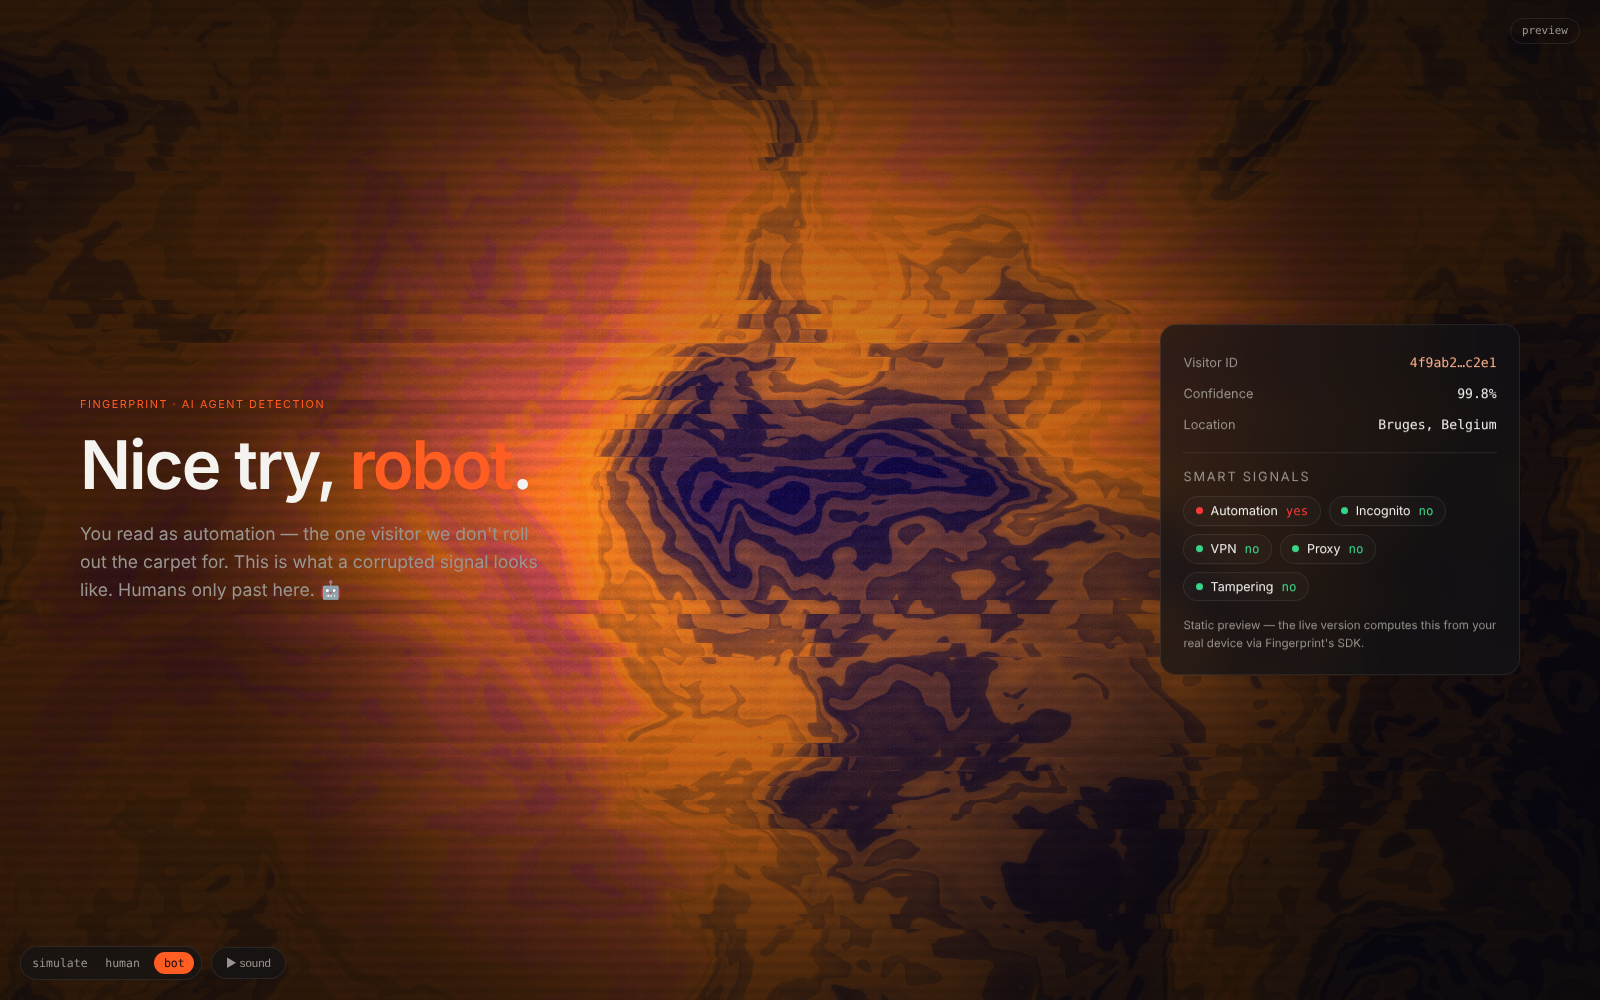 preview
FINGERPRINT · AI AGENT DETECTION
Nice try, robot.
You read as automation — the one visitor we don't roll
out the carpet for. This is what a corrupted signal looks
like. Humans only past here. 🤖
Visitor ID 4f9ab2…c2e1
Confidence 99.8%
Location Bruges, Belgium
SMART SIGNALS
Automation yes Incognito no
VPN no Proxy no
Tampering no
Static preview — the live version computes this from your
real device via Fingerprint's SDK.
simulate human bot ▶ sound